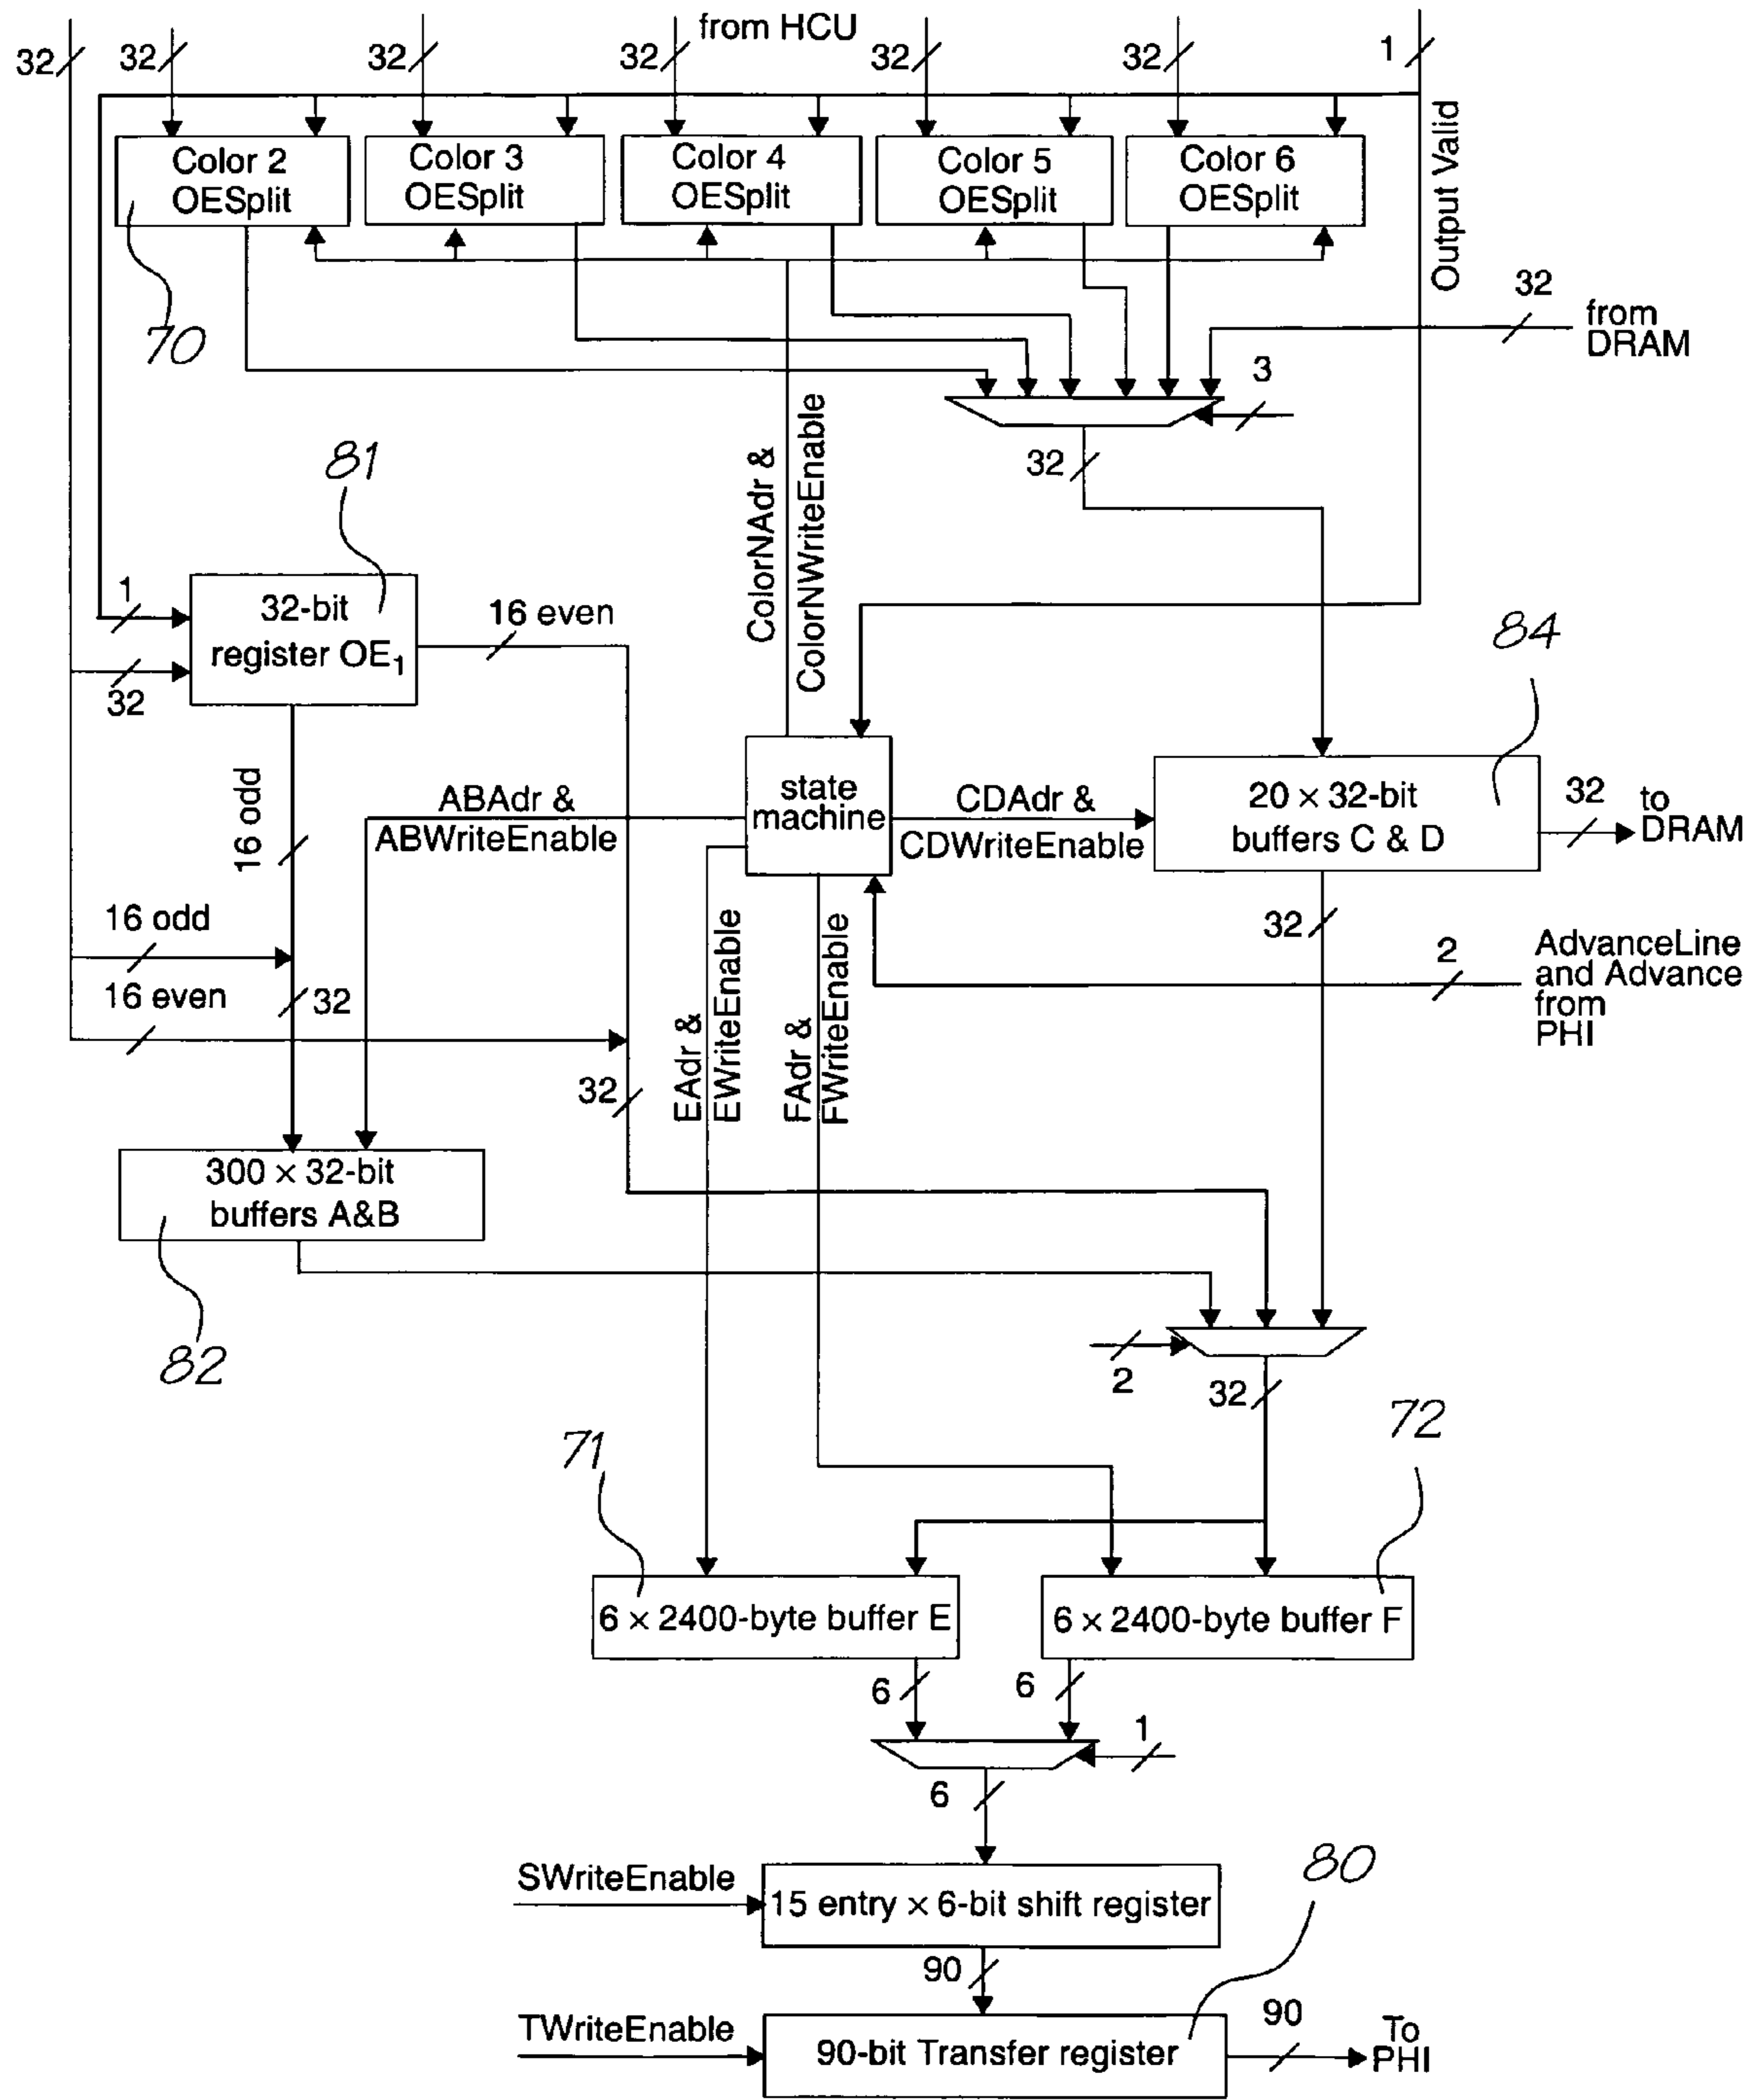 from HCU
32
32
32
32
32
32
1
Color 2
OESplit
Color 3
OESplit
Color 4
OESplit
Color 5
OESplit
Color 6
OESplit
Output Valid
70
32
from
DRAM
3
32
ColorNAdr &
ColorNWriteEnable
81
1
32-bit
register OE1
32
16 even
84
16 odd
ABAdr &
ABWriteEnable
state
machine
CDAdr &
CDWriteEnable
20 × 32-bit
buffers C & D
32
to
DRAM
16 odd
16 even
32
32
EAdr &
EWriteEnable
FAdr &
FWriteEnable
32
2
AdvanceLine
and Advance
from
PHI
300 × 32-bit
buffers A&B
82
2
32
71
72
6 × 2400-byte buffer E
6 × 2400-byte buffer F
6
6
1
6
SWriteEnable
15 entry × 6-bit shift register
80
90
TWriteEnable
90-bit Transfer register
90
To
PHI